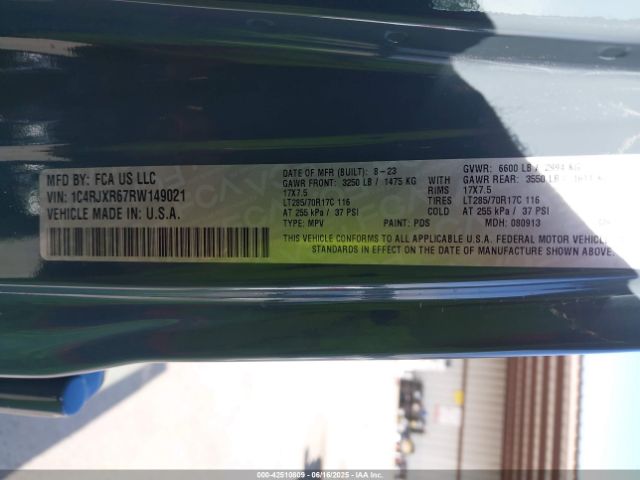 MFD BY: FCA US LLC
VIN: 1C4RJXR67RW149021
VEHICLE MADE IN U.S.A.
DATE OF MFR (BUILT): 8-23 GVWR: 6600 LB / 2994 KG
GAWR FRONT: 3250 LB / 1475 KG WITH GAWR REAR: 3550 LB /
17X7.5 RIMS 17X7.5
LT285/70R17C 116 TIRES LT285/70R17C 116
AT 255 kPa / 37 PSI COLD AT 255 kPa / 37 PSI
TYPE: MPV PAINT: PDS MDH: 080913
THIS VEHICLE CONFORMS TO ALL APPLICABLE U.S.A. FEDERAL MOTOR VEHICLE
STANDARDS IN EFFECT ON THE DATE OF MANUFACTURE SHOWN ABOVE
000-42510809 - 06/16/2025 - IAAI.COM